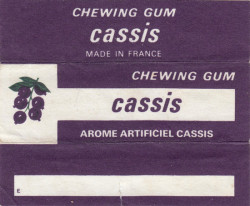 CHEWING GUM
cassis
MADE IN FRANCE
CHEWING GUM
cassis
AROME ARTIFICIEL CASSIS
E